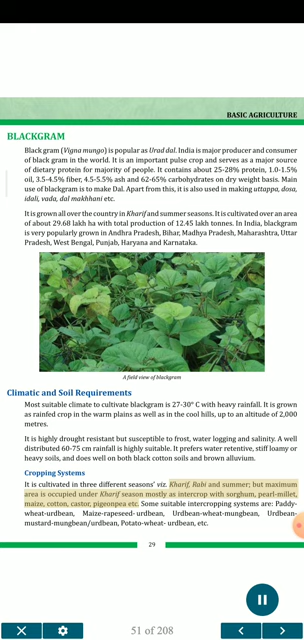 BASIC AGRICULTURE
BLACKGRAM
Black gram (Vigna mungo) is popular as Urad dal. India is major producer and consumer
of black gram in the world. It is an important pulse crop and serves as a major source
of dietary protein for majority of people. It contains about 25-28% protein, 1.0-1.5%
oil, 3.5-4.5% fiber, 4.5-5.5% ash and 62-65% carbohydrates on dry weight basis. Main
use of blackgram is to make Dal. Apart from this, it is also used in making uttappa, dosa,
idali, vada, dal makhhani etc.
It is grown all over the country in Kharif and summer seasons. It is cultivated over an area
of about 29.68 lakh ha with total production of 12.45 lakh tonnes. In India, blackgram
is very popularly grown in Andhra Pradesh, Bihar, Madhya Pradesh, Maharashtra, Uttar
Pradesh, West Bengal, Punjab, Haryana and Karnataka.
A field view of blackgram
Climatic and Soil Requirements
Most suitable climate to cultivate blackgram is 27-30° C with heavy rainfall. It is grown
as rainfed crop in the warm plains as well as in the cool hills, up to an altitude of 2,000
metres.
It is highly drought resistant but susceptible to frost, water logging and salinity. A well
distributed 60-75 cm rainfall is highly suitable. It prefers water retentive, stiff loamy
or heavy soils, and does well on both black cotton soils and brown alluvium.
Cropping Systems
It is cultivated in three different seasons' viz. Kharif, Rabi and summer; but maximum
area is occupied under Kharif season mostly as intercrop with sorghum, pearl-millet,
maize, cotton, castor, pigeonpea etc. Some suitable intercropping systems are: Paddy-
wheat-urdbean, Maize-rapeseed-urdbean, Urdbean-wheat-mungbean, Urdbean-
mustard-mungbean/urdbean, Potato-wheat- urdbean, etc.
29
51 of 208